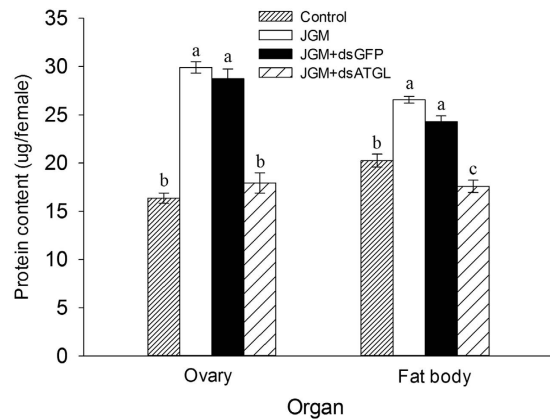 Control
JGM
JGM+dsGFP
JGM+dsATGL
Protein content (ug/female)
35
30
25
20
15
10
5
0
b
a
a
b
b
a
a
c
Ovary
Fat body
Organ